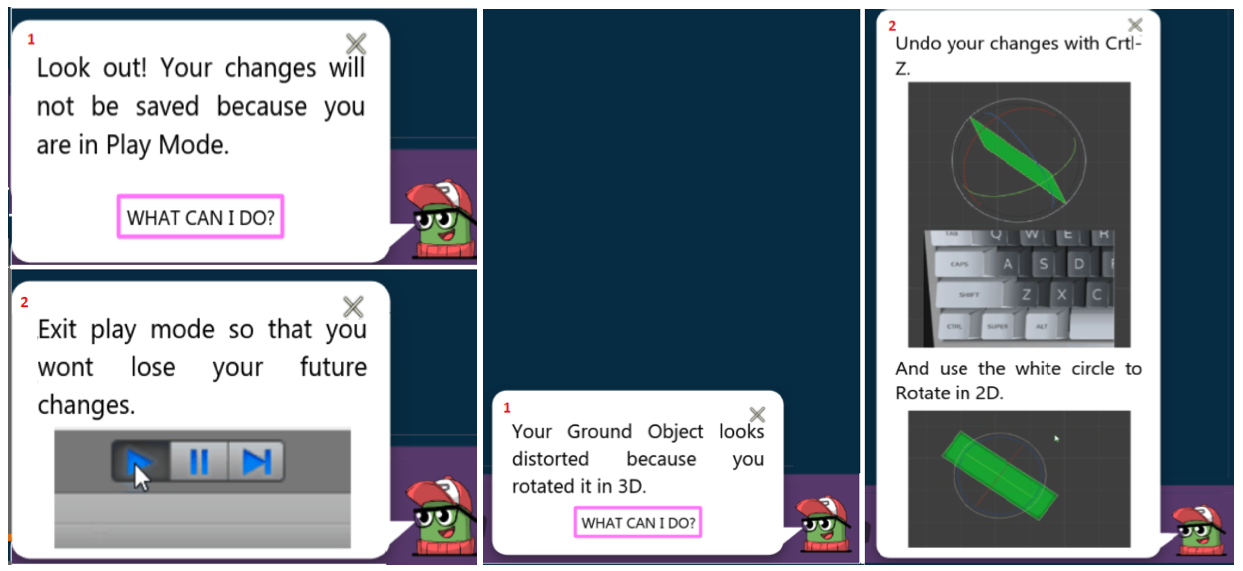 1
Look out! Your changes will
not be saved because you
are in Play Mode.
WHAT CAN I DO?
2
Exit play mode so that you
wont lose your future
changes.
1
Your Ground Object looks
distorted because you
rotated it in 3D.
WHAT CAN I DO?
2
Undo your changes with Crtl-
Z.
TAB Q W E R
CAPS A S D F
SHIFT Z X C
CTRL SUPER ALT
And use the white circle to
Rotate in 2D.